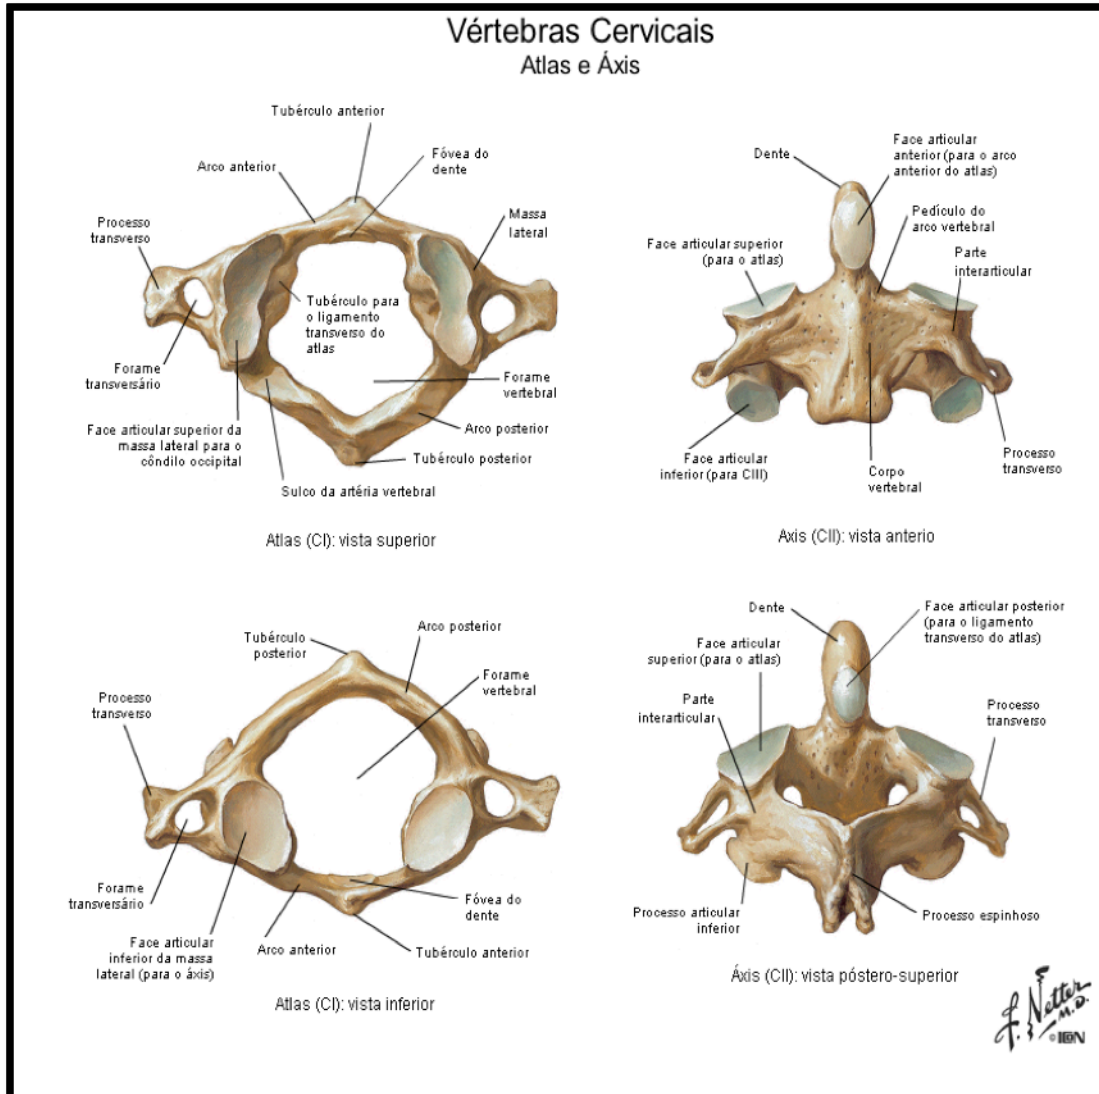 Vértebras Cervicais
Atlas e Áxis
Tubérculo anterior
Arco anterior
Fóvea do
dente
Processo
transverso
Massa
lateral
Tubérculo para
o ligamento
transverso do
atlas
Forame
transversário
Forame
vertebral
Face articular superior da
massa lateral para o
côndilo occipital
Arco posterior
Tubérculo posterior
Sulco da artéria vertebral
Atlas (CI): vista superior
Dente
Face articular
anterior (para o arco
anterior do atlas)
Pedículo do
arco vertebral
Face articular superior
(para o atlas)
Parte
interarticular
Face articular
inferior (para CIII)
Corpo
vertebral
Processo
transverso
Axis (CII): vista anterio
Tubérculo
posterior
Arco posterior
Forame
vertebral
Processo
transverso
Forame
transversário
Face articular
inferior da massa
lateral (para o áxis)
Arco anterior
Fóvea do
dente
Tubérculo anterior
Atlas (CI): vista inferior
Dente
Face articular posterior
(para o ligamento
transverso do atlas)
Face articular
superior (para o atlas)
Parte
interarticular
Processo
transverso
Processo articular
inferior
Processo espinhoso
Áxis (CII): vista póstero-superior
F. Netter
M.D.
© ICON